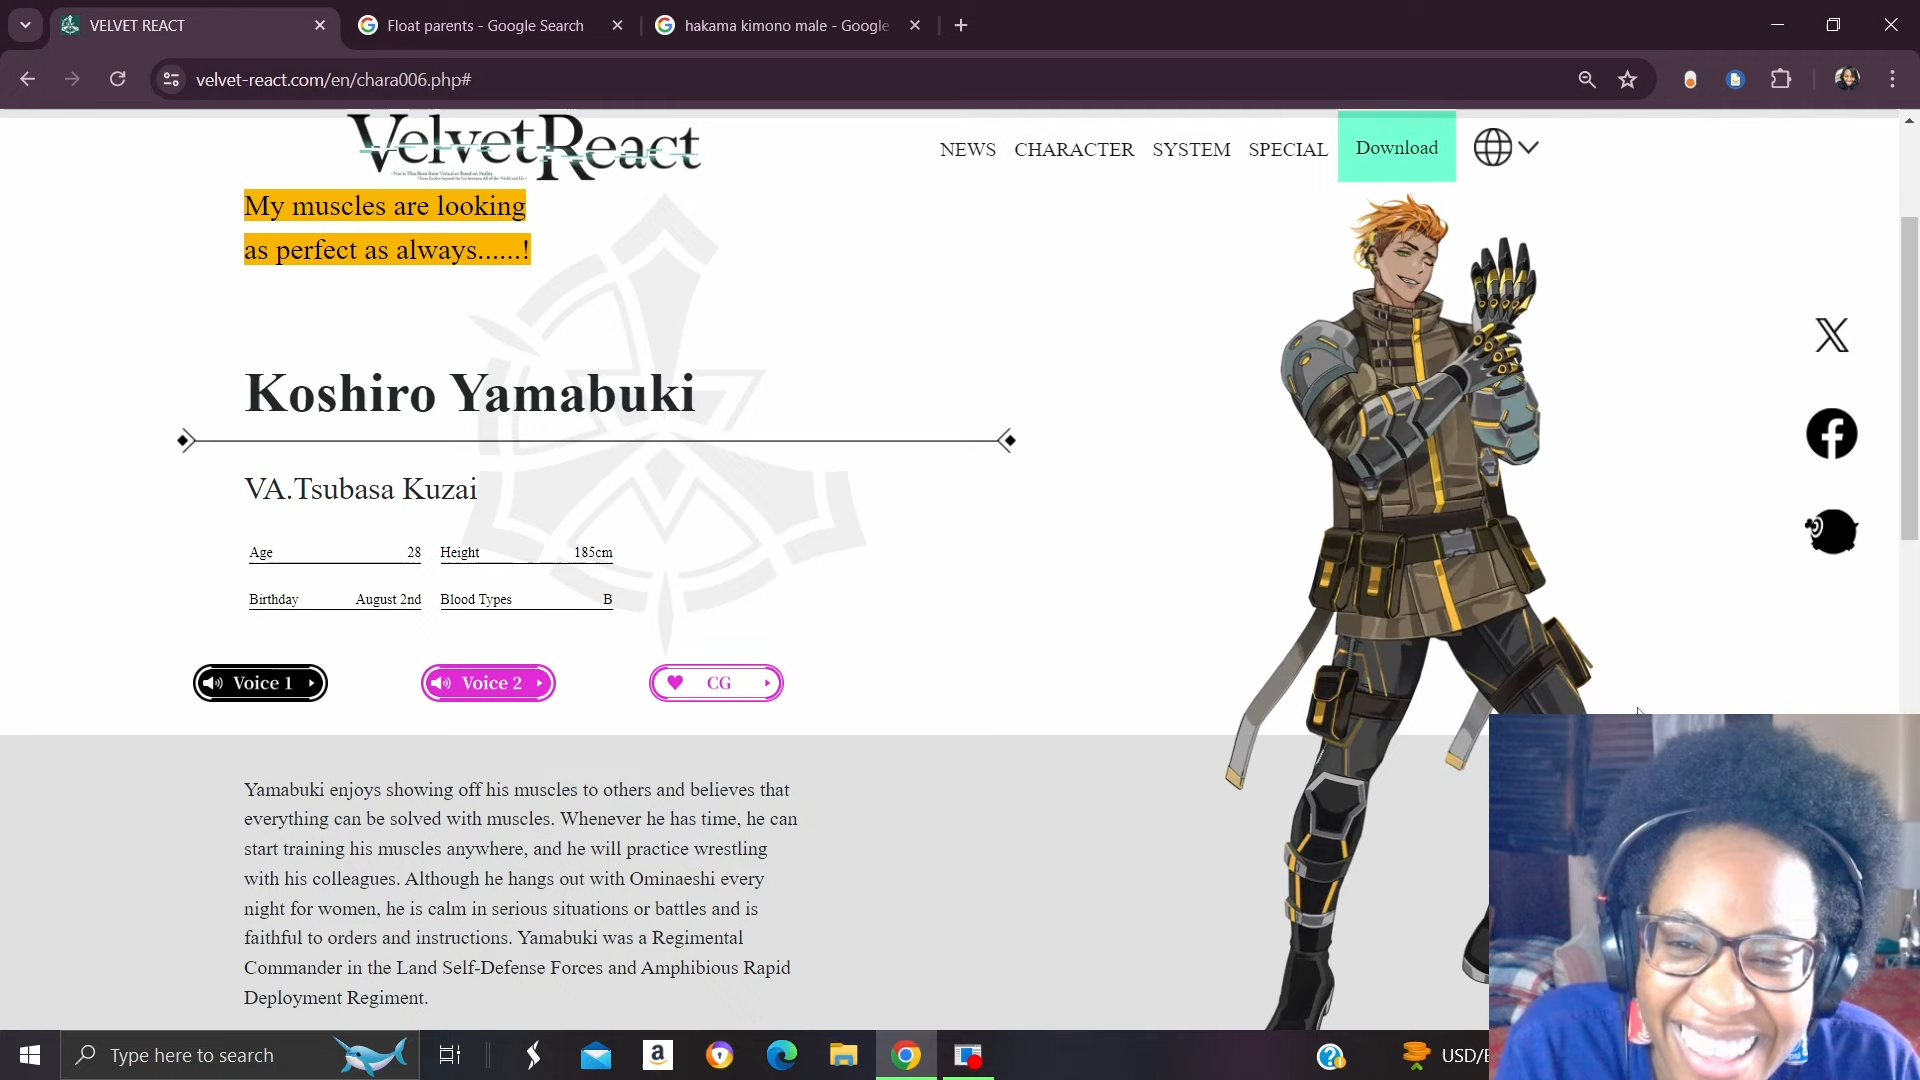 VELVET REACT
Float parents - Google Search
hakama kimono male - Google
velvet-react.com/en/chara006.php#
VelvetReact
NEWS
CHARACTER
SYSTEM
SPECIAL
Download
My muscles are looking
as perfect as always......!
Koshiro Yamabuki
VA.Tsubasa Kuzai
Age 28 Height 185cm
Birthday August 2nd Blood Types B
Voice 1
Voice 2
CG
Yamabuki enjoys showing off his muscles to others and believes that
everything can be solved with muscles. Whenever he has time, he can
start training his muscles anywhere, and he will practice wrestling
with his colleagues. Although he hangs out with Ominaeshi every
night for women, he is calm in serious situations or battles and is
faithful to orders and instructions. Yamabuki was a Regimental
Commander in the Land Self-Defense Forces and Amphibious Rapid
Deployment Regiment.
Type here to search
USD/E